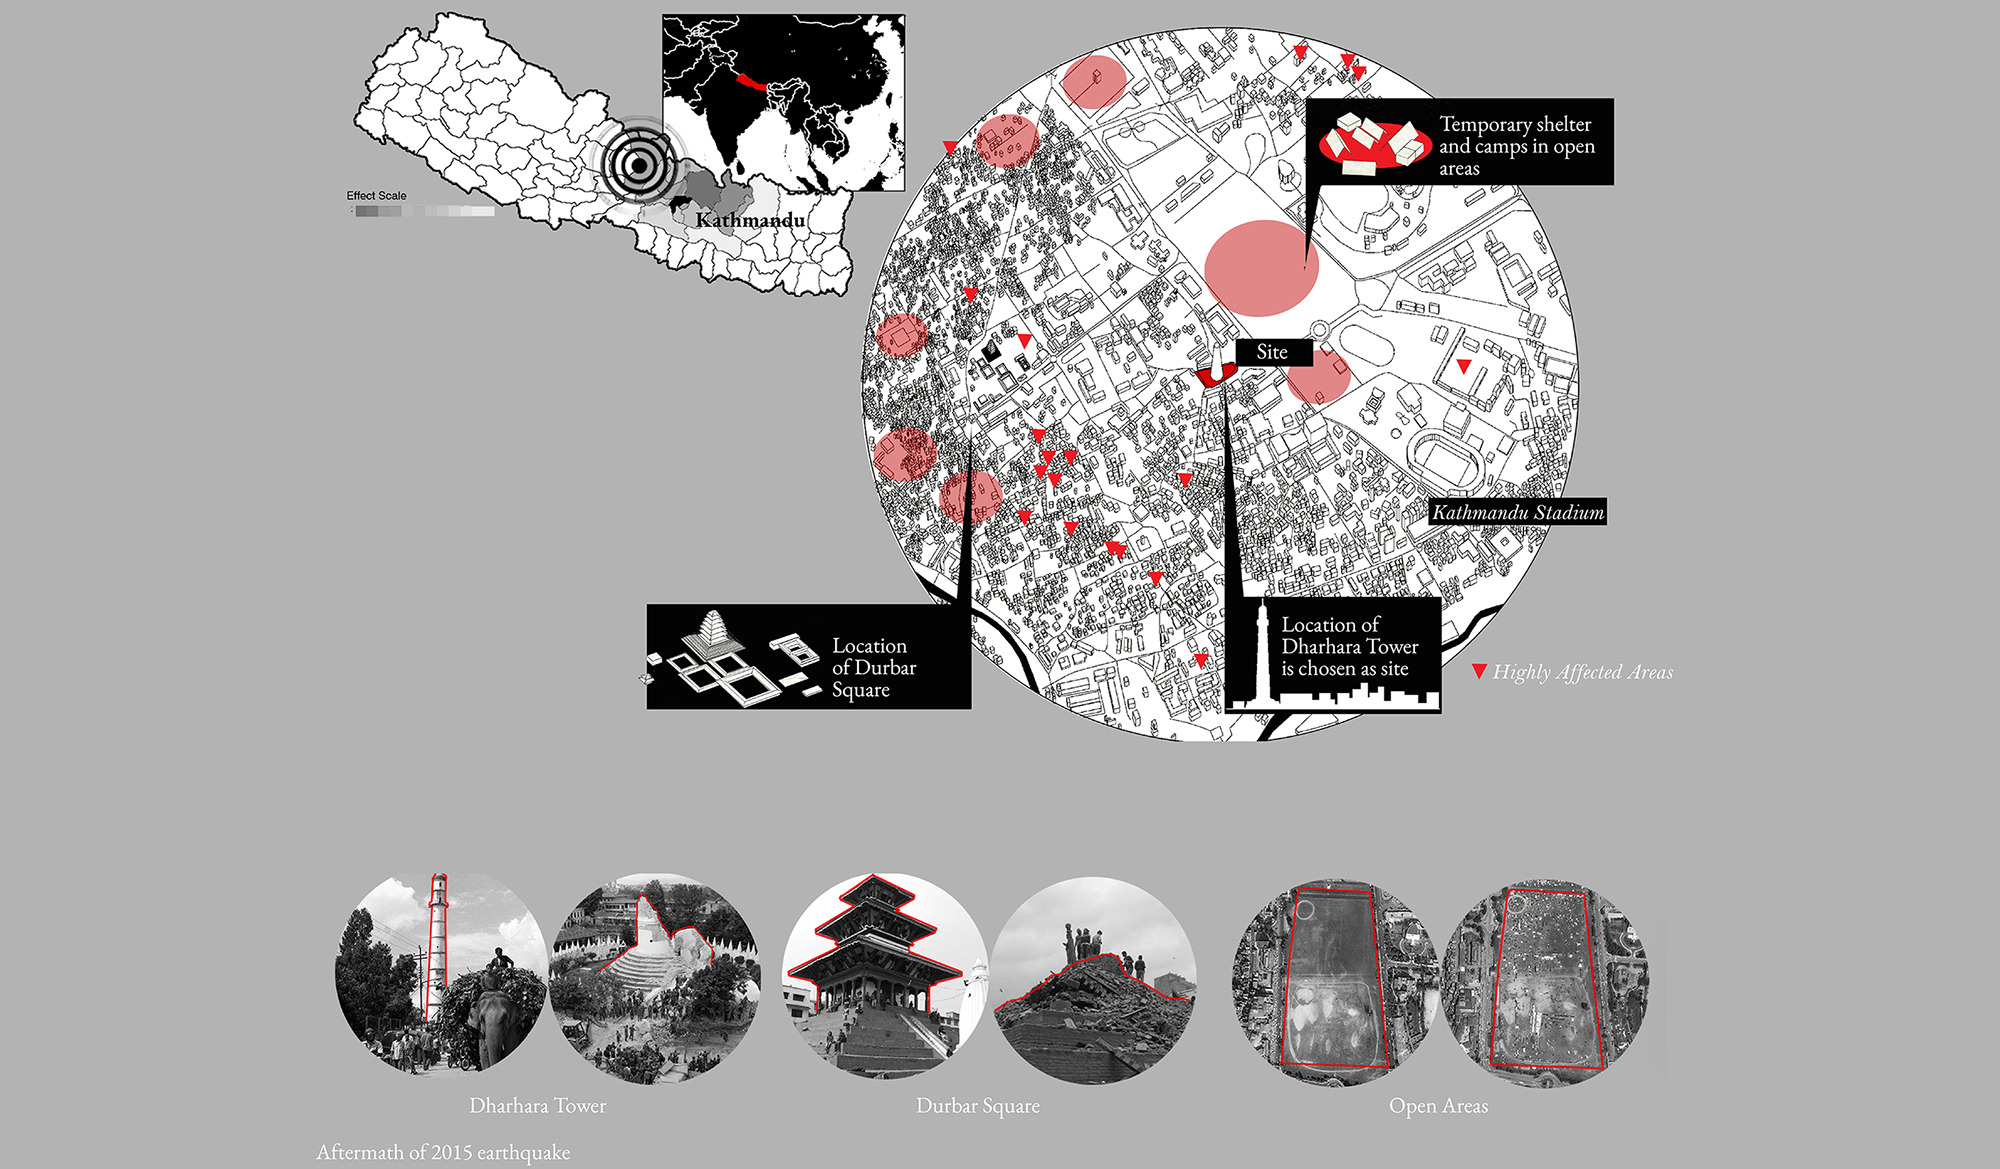 Effect Scale
Kathmandu
Temporary shelter
and camps in open
areas
Site
Kathmandu Stadium
Location
of Durbar
Square
Location of
Dharhara Tower
is chosen as site
Highly Affected Areas
Dharhara Tower
Durbar Square
Open Areas
Aftermath of 2015 earthquake